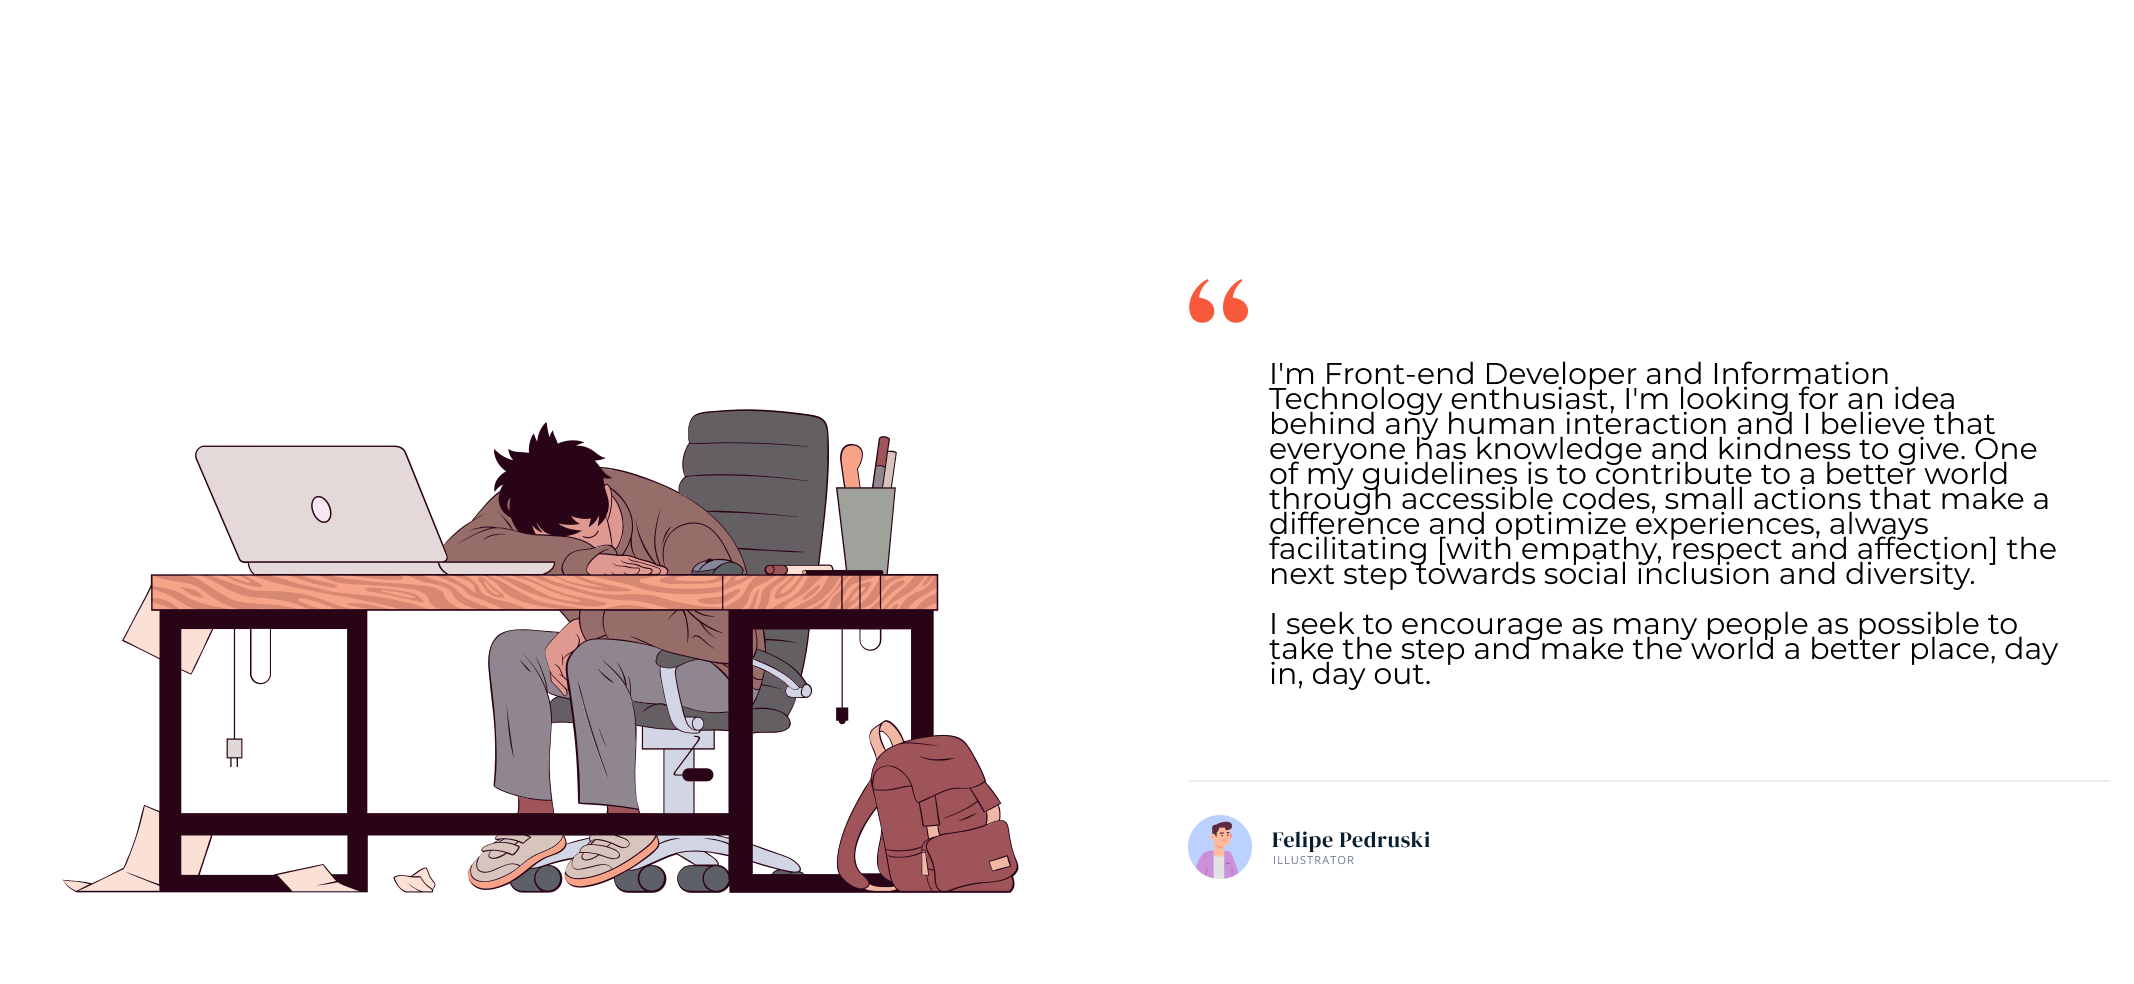 “
I'm Front-end Developer and Information
Technology enthusiast, I'm looking for an idea
behind any human interaction and I believe that
everyone has knowledge and kindness to give. One
of my guidelines is to contribute to a better world
through accessible codes, small actions that make a
difference and optimize experiences, always
facilitating [with empathy, respect and affection] the
next step towards social inclusion and diversity.
I seek to encourage as many people as possible to
take the step and make the world a better place, day
in, day out.
Felipe Pedruski
ILLUSTRATOR